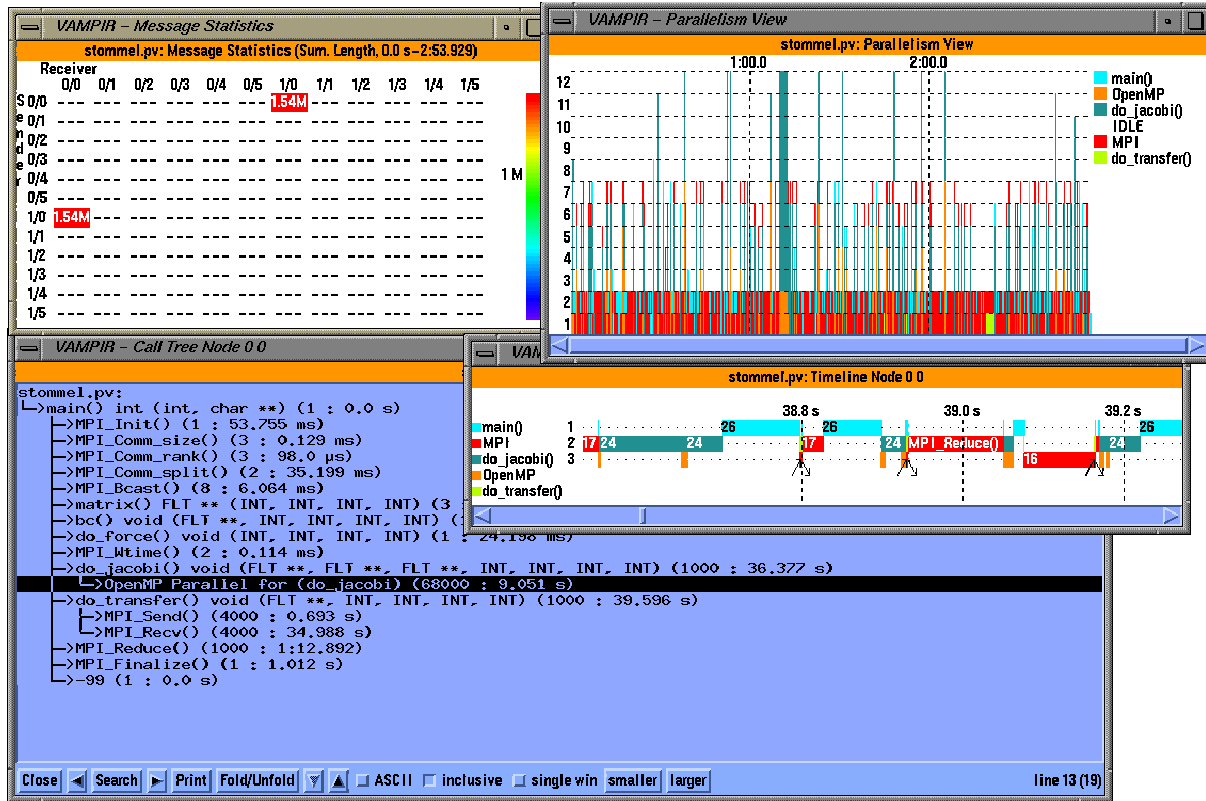 VAMPIR - Message Statistics
stommel.pv: Message Statistics (Sum. Length, 0.0 s-2:53.929)
Receiver
0/0 0/1 0/2 0/3 0/4 0/5 1/0 1/1 1/2 1/3 1/4 1/5
Sender
0/0 --- --- --- --- --- --- 1.54M --- --- --- --- ---
0/1 --- --- --- --- --- --- --- --- --- --- --- ---
0/2 --- --- --- --- --- --- --- --- --- --- --- ---
0/3 --- --- --- --- --- --- --- --- --- --- --- ---
0/4 --- --- --- --- --- --- --- --- --- --- --- ---
0/5 --- --- --- --- --- --- --- --- --- --- --- ---
1/0 1.54M --- --- --- --- --- --- --- --- --- --- ---
1/1 --- --- --- --- --- --- --- --- --- --- --- ---
1/2 --- --- --- --- --- --- --- --- --- --- --- ---
1/3 --- --- --- --- --- --- --- --- --- --- --- ---
1/4 --- --- --- --- --- --- --- --- --- --- --- ---
1/5 --- --- --- --- --- --- --- --- --- --- --- ---
1 M
VAMPIR - Parallelism View
stommel.pv: Parallelism View
1:00.0 2:00.0
12
11
10
9
8
7
6
5
4
3
2
1
main()
OpenMP
do_jacobi()
IDLE
MPI
do_transfer()
VAMPIR - Call Tree Node 0 0
stommel.pv:
└─>main() int (int, char **) (1 : 0.0 s)
├─>MPI_Init() (1 : 53.755 ms)
├─>MPI_Comm_size() (3 : 0.129 ms)
├─>MPI_Comm_rank() (3 : 98.0 µs)
├─>MPI_Comm_split() (2 : 35.199 ms)
├─>MPI_Bcast() (8 : 6.064 ms)
├─>matrix() FLT ** (INT, INT, INT, INT) (3
├─>bc() void (FLT **, INT, INT, INT, INT) (
├─>do_force() void (INT, INT, INT, INT) (1 : 24.198 ms)
├─>MPI_Wtime() (2 : 0.114 ms)
├─>do_jacobi() void (FLT **, FLT **, FLT *, INT, INT, INT, INT) (1000 : 36.377 s)
└─>OpenMP Parallel for (do_jacobi) (68000 : 9.051 s)
├─>do_transfer() void (FLT **, INT, INT, INT, INT) (1000 : 39.596 s)
├─>MPI_Send() (4000 : 0.693 s)
└─>MPI_Recv() (4000 : 34.988 s)
├─>MPI_Reduce() (1000 : 1:12.892)
├─>MPI_Finalize() (1 : 1.012 s)
└─>-99 (1 : 0.0 s)
Close Search Print Fold/Unfold ASCII inclusive single win smaller larger line 13 (19)
stommel.pv: Timeline Node 0 0
38.8 s 39.0 s 39.2 s
main() 1 26 26 26
MPI 2 17 24 24 17 24 MPI_Reduce() 24
do_jacobi() 3 16
OpenMP
do_transfer()